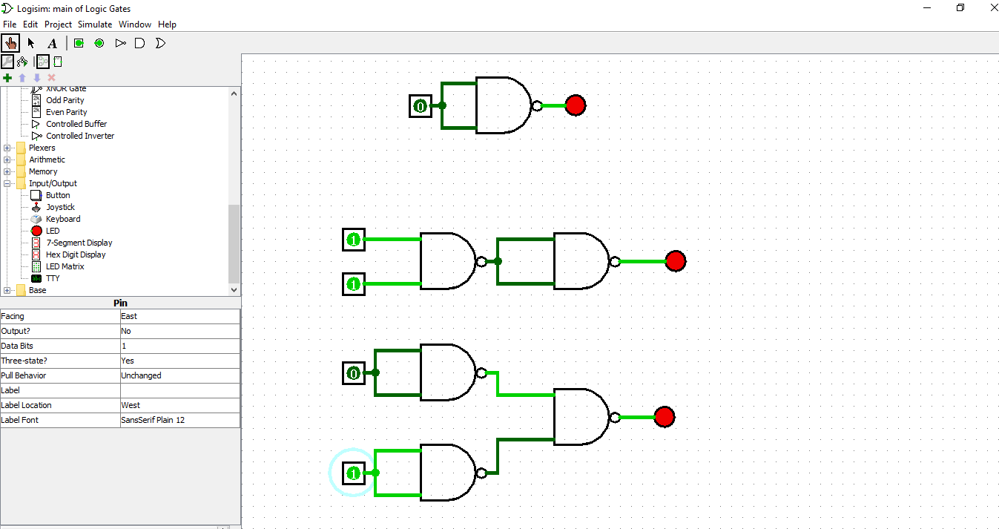 Logisim: main of Logic Gates
File Edit Project Simulate Window Help
A
XNOR Gate
Odd Parity
Even Parity
Controlled Buffer
Controlled Inverter
Plexers
Arithmetic
Memory
Input/Output
Button
Joystick
Keyboard
LED
7-Segment Display
Hex Digit Display
LED Matrix
TTY
Base
Pin
Facing East
Output? No
Data Bits 1
Three-state? Yes
Pull Behavior Unchanged
Label
Label Location West
Label Font SansSerif Plain 12
0
1
1
0
1